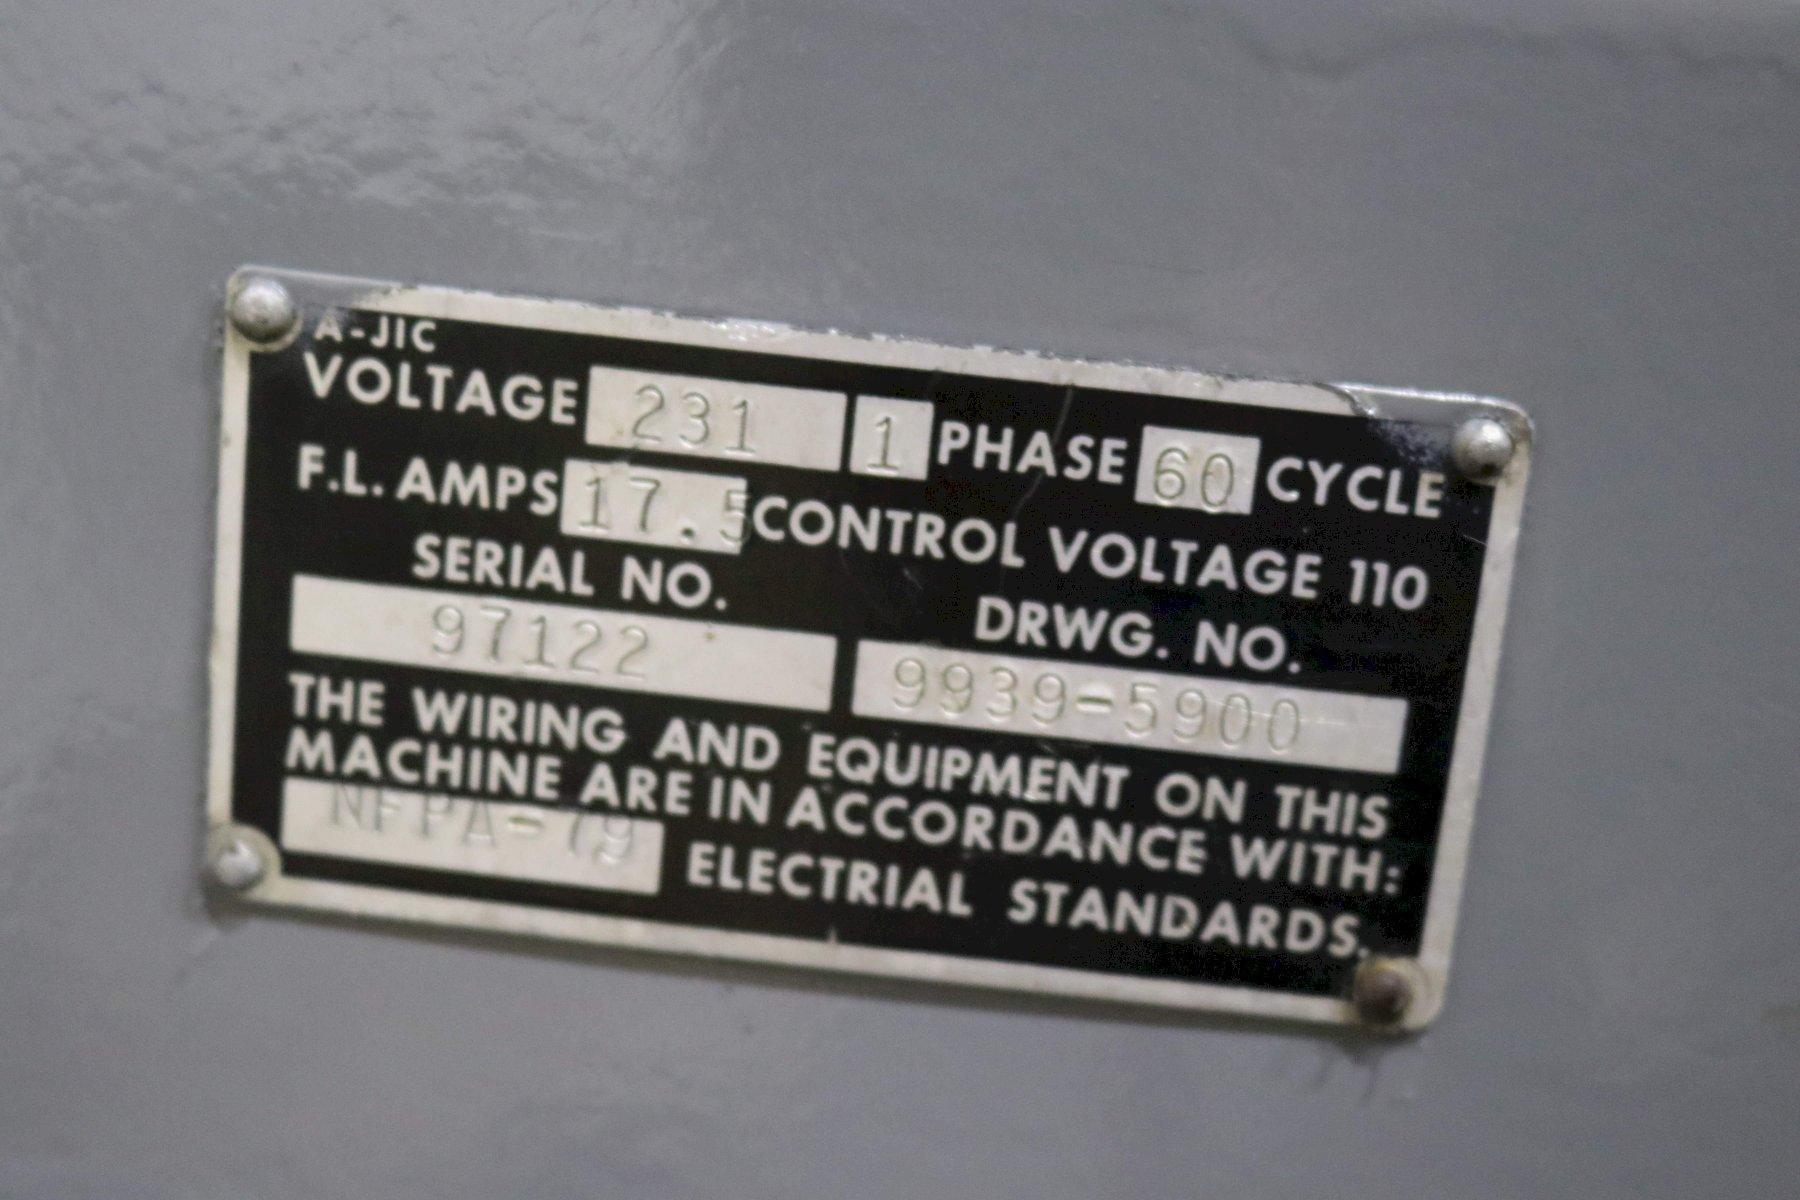 A-JIC
VOLTAGE 231 1 PHASE 60 CYCLE
F.L. AMPS 17.5 CONTROL VOLTAGE 110
SERIAL NO. DRWG. NO.
97122 9939-5900
THE WIRING AND EQUIPMENT ON THIS
MACHINE ARE IN ACCORDANCE WITH:
NFPA-79 ELECTRIAL STANDARDS.